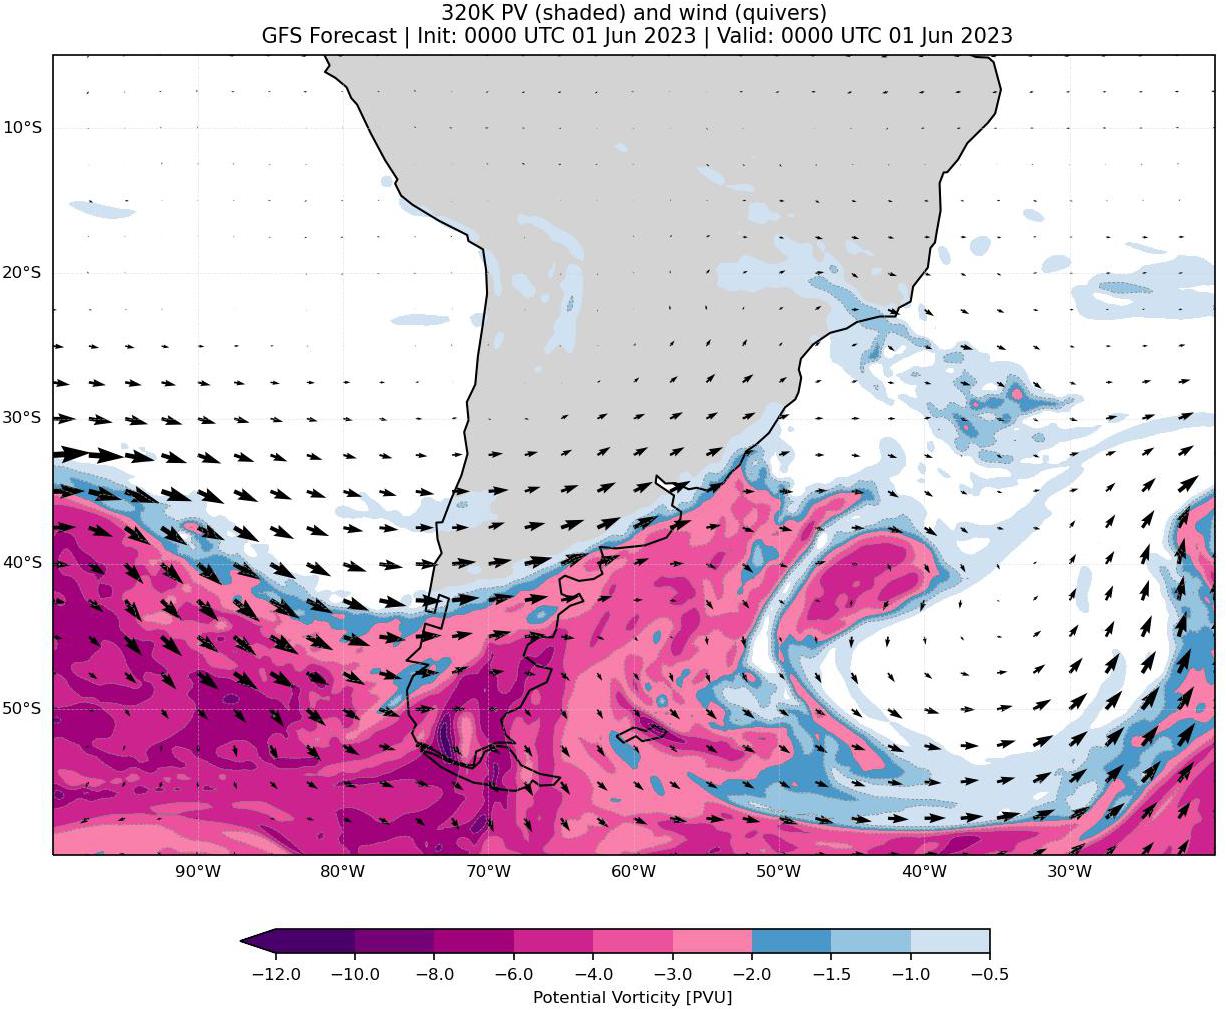 320K PV (shaded) and wind (quivers)
GFS Forecast | Init: 0000 UTC 01 Jun 2023 | Valid: 0000 UTC 01 Jun 2023
10°S
20°S
30°S
40°S
50°S
90°W 80°W 70°W 60°W 50°W 40°W 30°W
−12.0 −10.0 −8.0 −6.0 −4.0 −3.0 −2.0 −1.5 −1.0 −0.5
Potential Vorticity [PVU]